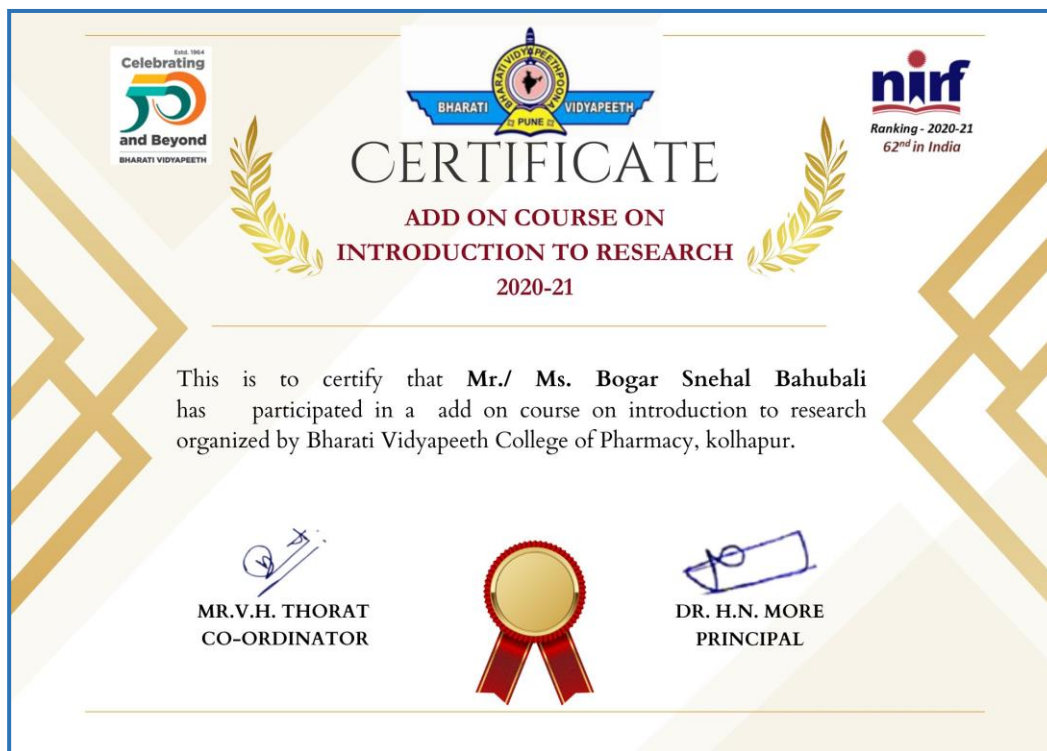 Estd. 1964
Celebrating
50
and Beyond
BHARATI VIDYAPEETH
BHARATI VIDYAPEETH POONA
BHARATI VIDYAPEETH
PUNE
nirf
Ranking - 2020-21
62nd in India
CERTIFICATE
ADD ON COURSE ON
INTRODUCTION TO RESEARCH
2020-21
This is to certify that Mr./ Ms. Bogar Snehal Bahubali
has participated in a add on course on introduction to research
organized by Bharati Vidyapeeth College of Pharmacy, kolhapur.
MR.V.H. THORAT
CO-ORDINATOR
DR. H.N. MORE
PRINCIPAL